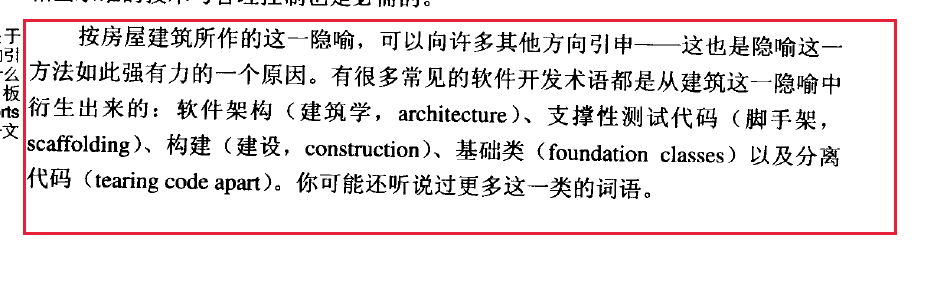 按房屋建筑所作的这一隐喻，可以向许多其他方向引申——这也是隐喻这一
方法如此强有力的一个原因。有很多常见的软件开发术语都是从建筑这一隐喻中
衍生出来的：软件架构（建筑学，architecture）、支撑性测试代码（脚手架，
scaffolding）、构建（建设，construction）、基础类（foundation classes）以及分离
代码（tearing code apart）。你可能还听说过更多这一类的词语。
于
引
么
板
rts
文